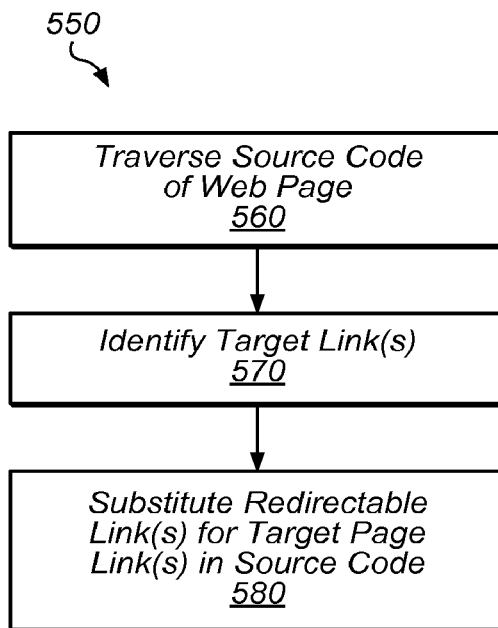 550
Traverse Source Code
of Web Page
560
Identify Target Link(s)
570
Substitute Redirectable
Link(s) for Target Page
Link(s) in Source Code
580